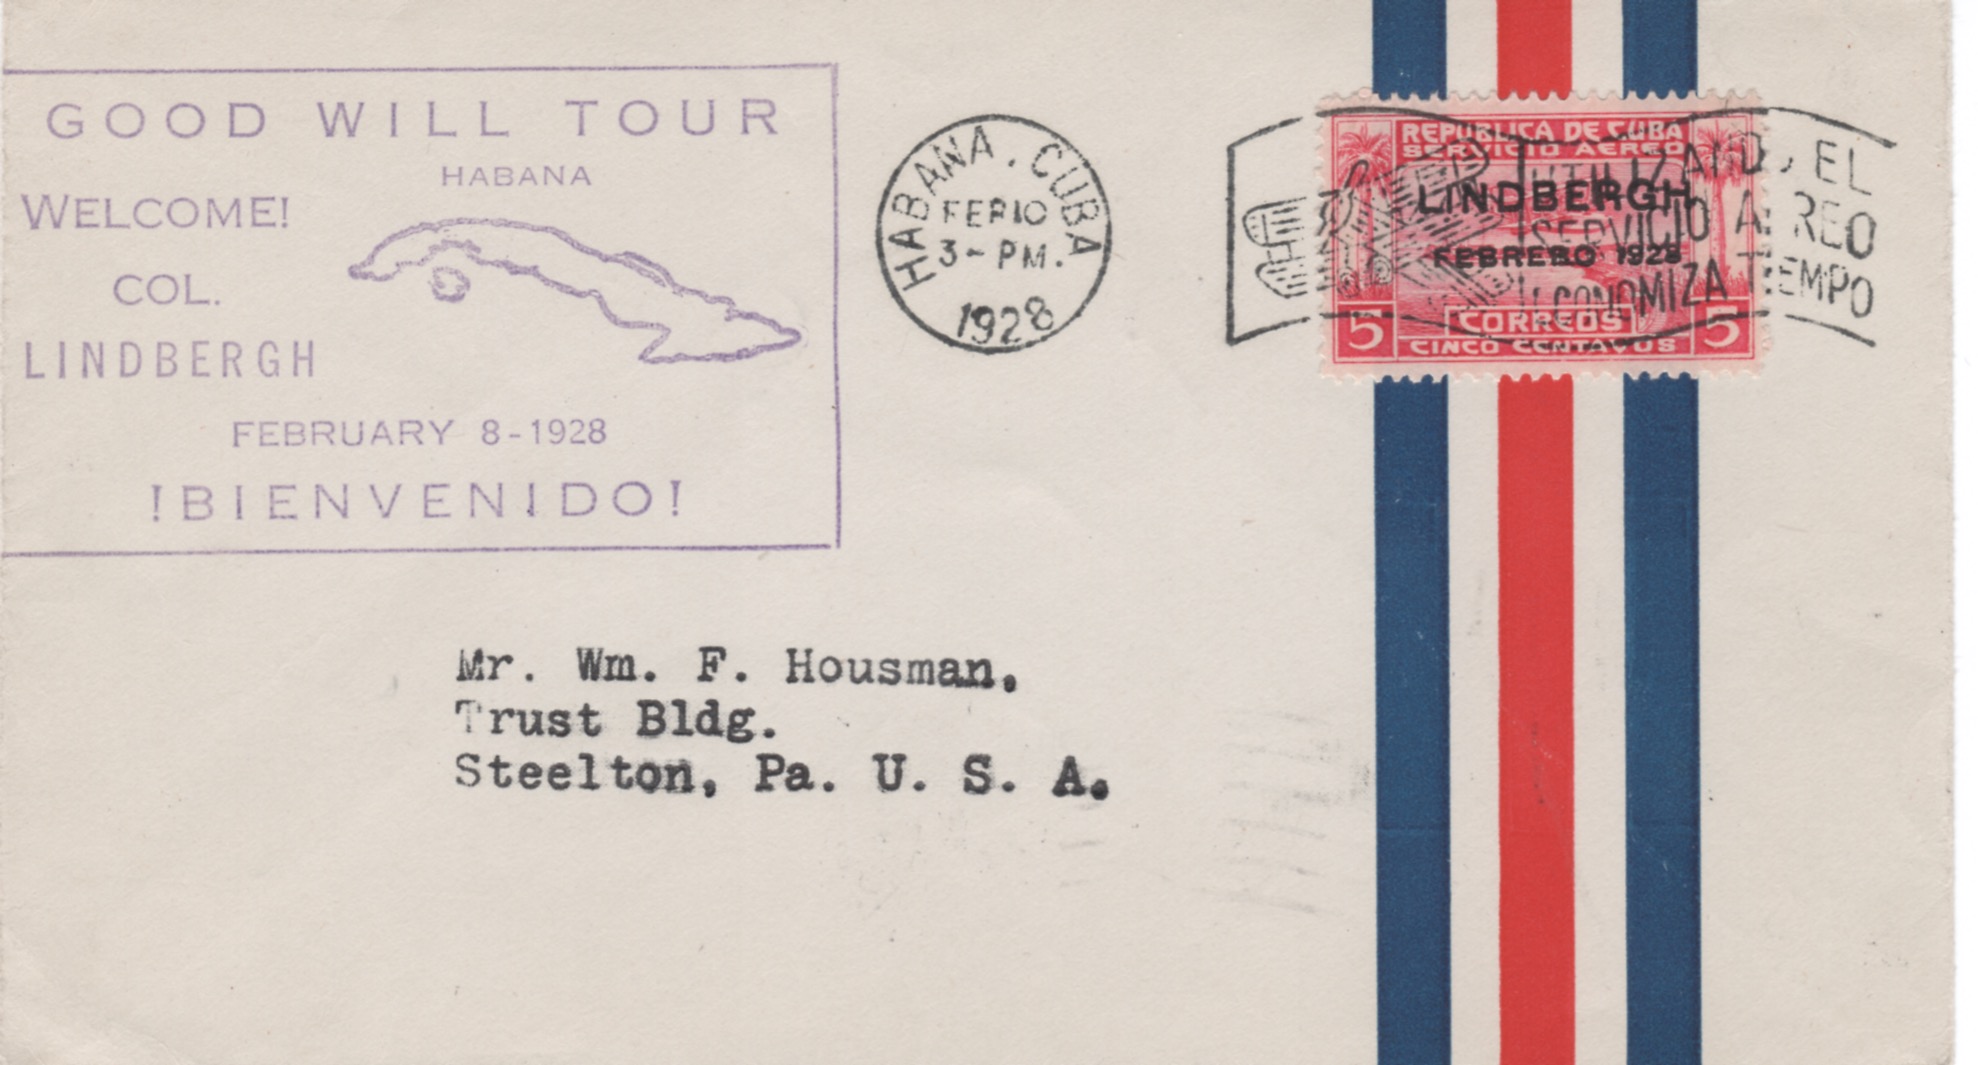 GOOD WILL TOUR
HABANA
WELCOME!
COL.
LINDBERGH
FEBRUARY 8-1928
!BIENVENIDO!
HABANA. CUBA
FEB 10
3- PM.
1928
REPUBLICA DE CUBA
SERVICIO AEREO
LINDBERGH
FEBRERO 1928
CORREOS
5 5
CINCO CENTAVOS
UTILIZANDO EL
SERVICIO AEREO
ECONOMIZA TIEMPO
Mr. Wm. F. Housman,
Trust Bldg.
Steelton, Pa. U. S. A.